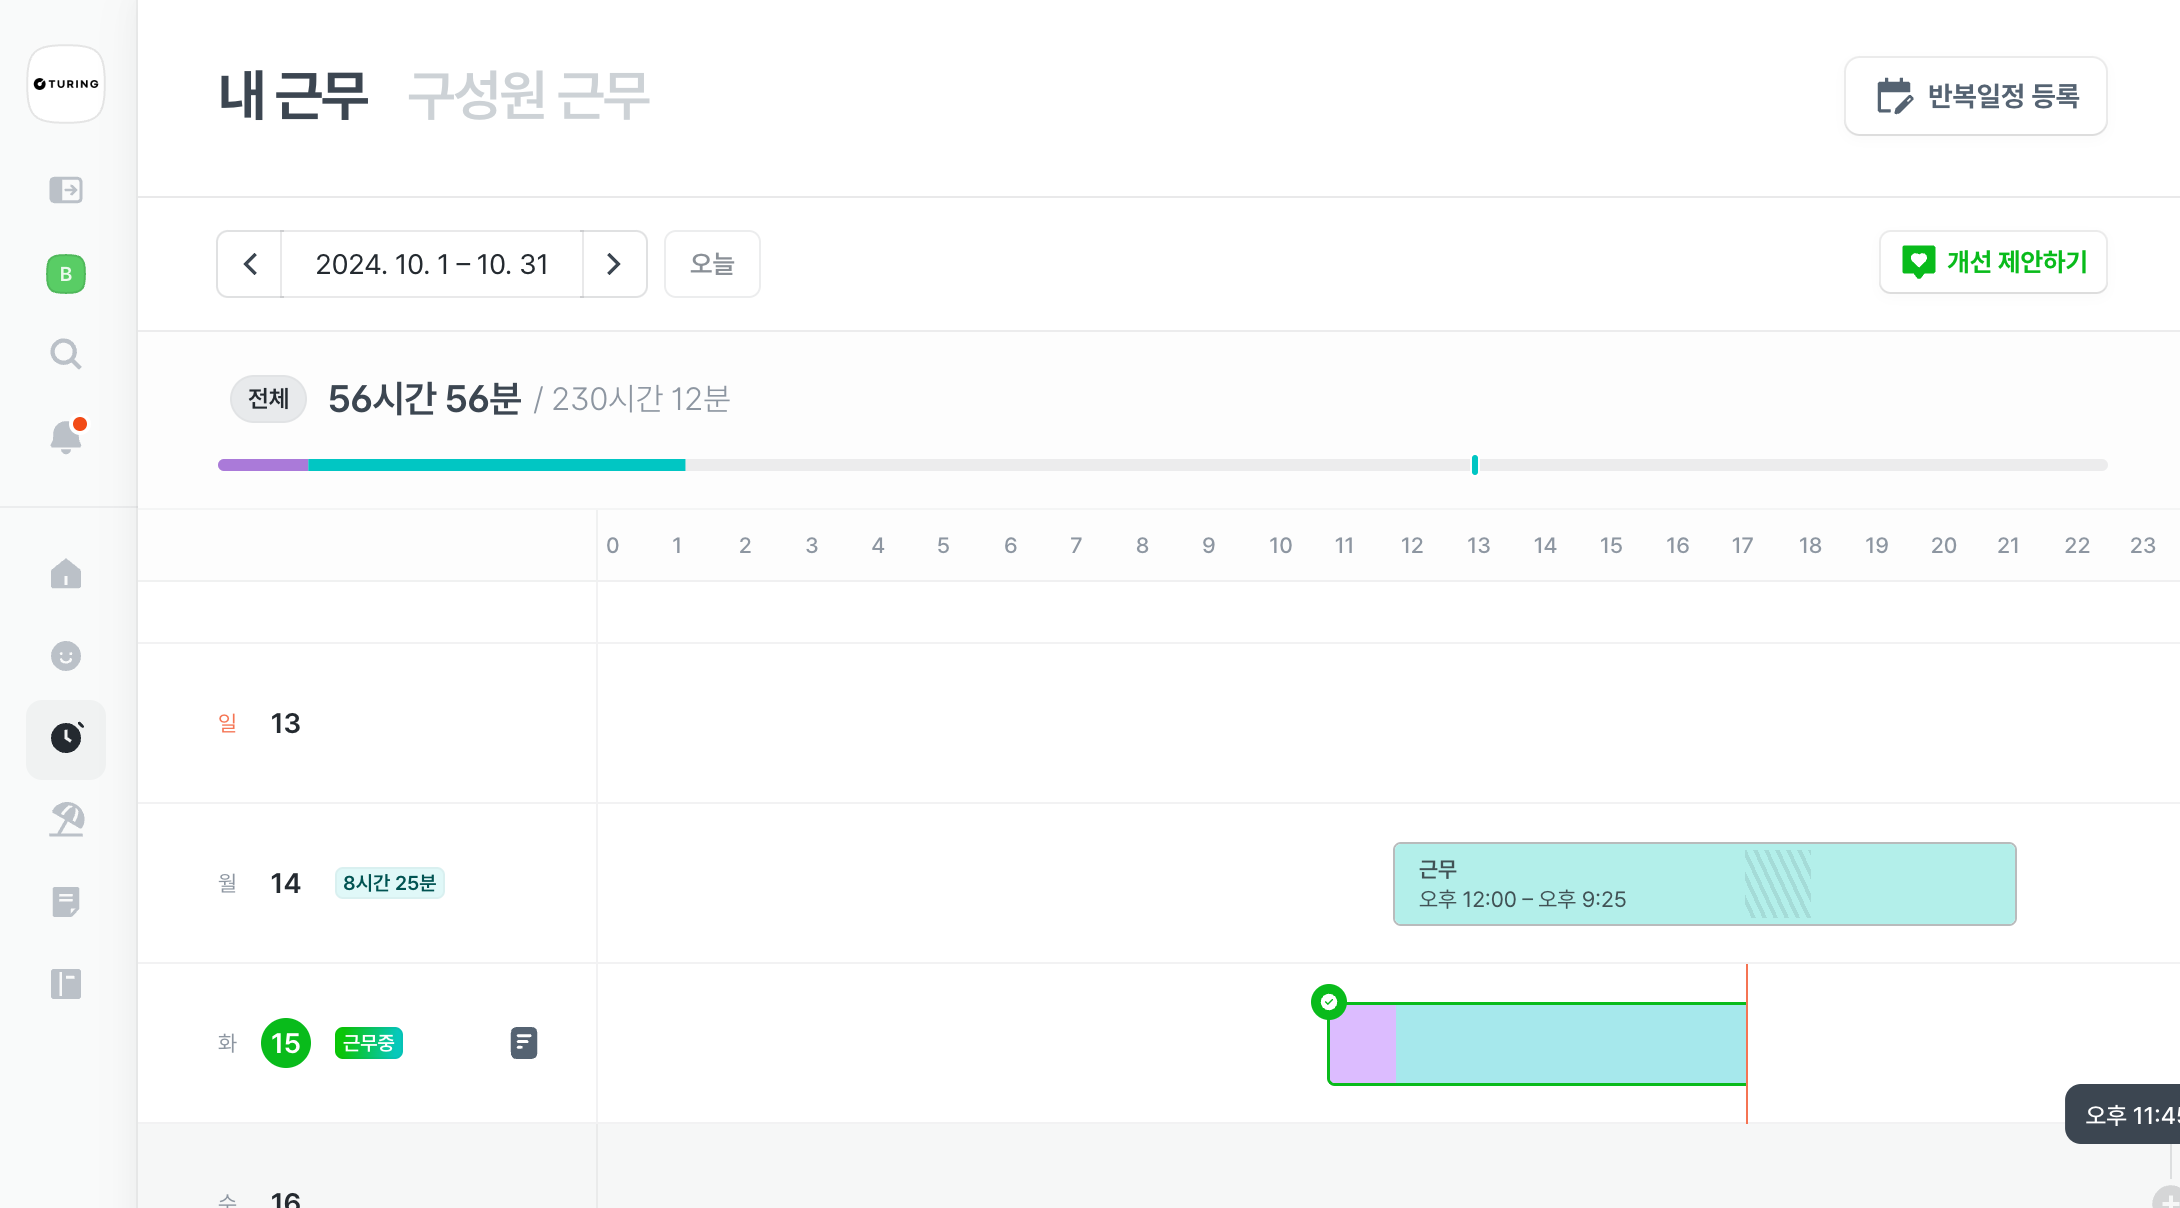 TURING
내 근무 구성원 근무
반복일정 등록
B
2024. 10. 1 – 10. 31
오늘
개선 제안하기
전체 56시간 56분 / 230시간 12분
0 1 2 3 4 5 6 7 8 9 10 11 12 13 14 15 16 17 18 19 20 21 22 23
일 13
월 14 8시간 25분
근무
오후 12:00 – 오후 9:25
화 15 근무중
오후 11:45
수 16